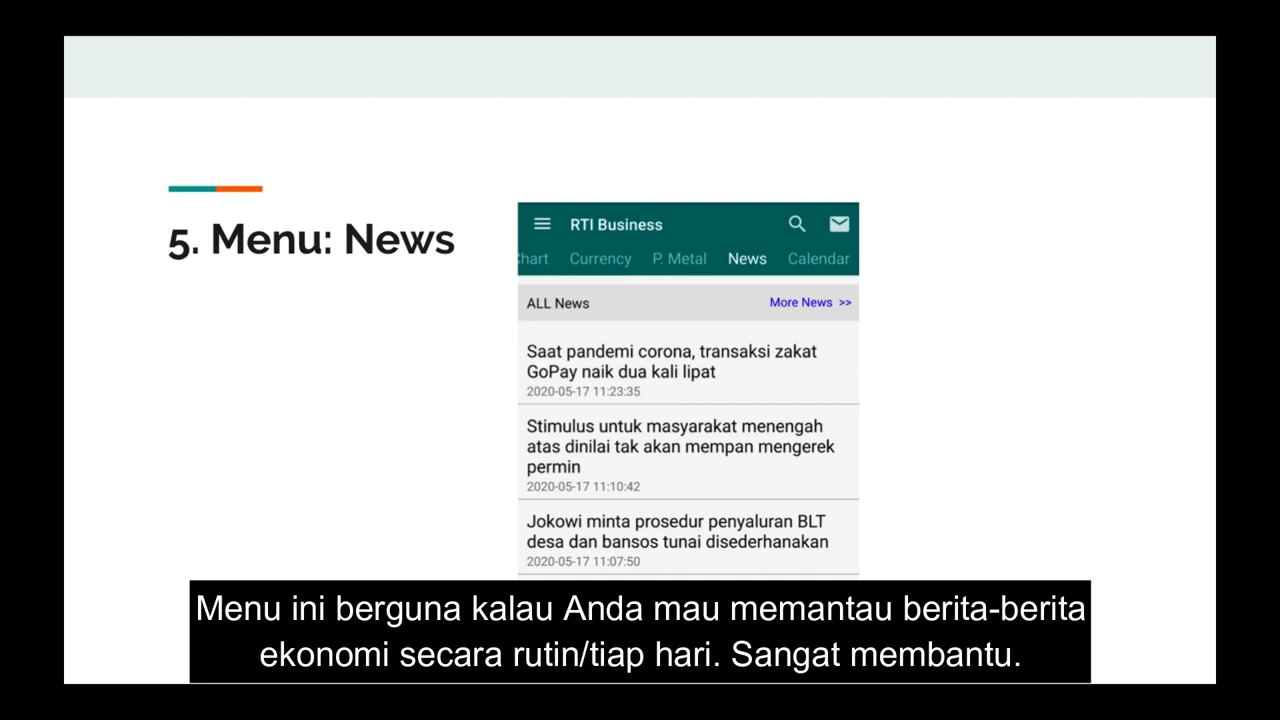 5. Menu: News
RTI Business
Chart Currency P. Metal News Calendar
ALL News More News >>
Saat pandemi corona, transaksi zakat
GoPay naik dua kali lipat
2020-05-17 11:23:35
Stimulus untuk masyarakat menengah
atas dinilai tak akan mempan mengerek
permin
2020-05-17 11:10:42
Jokowi minta prosedur penyaluran BLT
desa dan bansos tunai disederhanakan
2020-05-17 11:07:50
Menu ini berguna kalau Anda mau memantau berita-berita
ekonomi secara rutin/tiap hari. Sangat membantu.